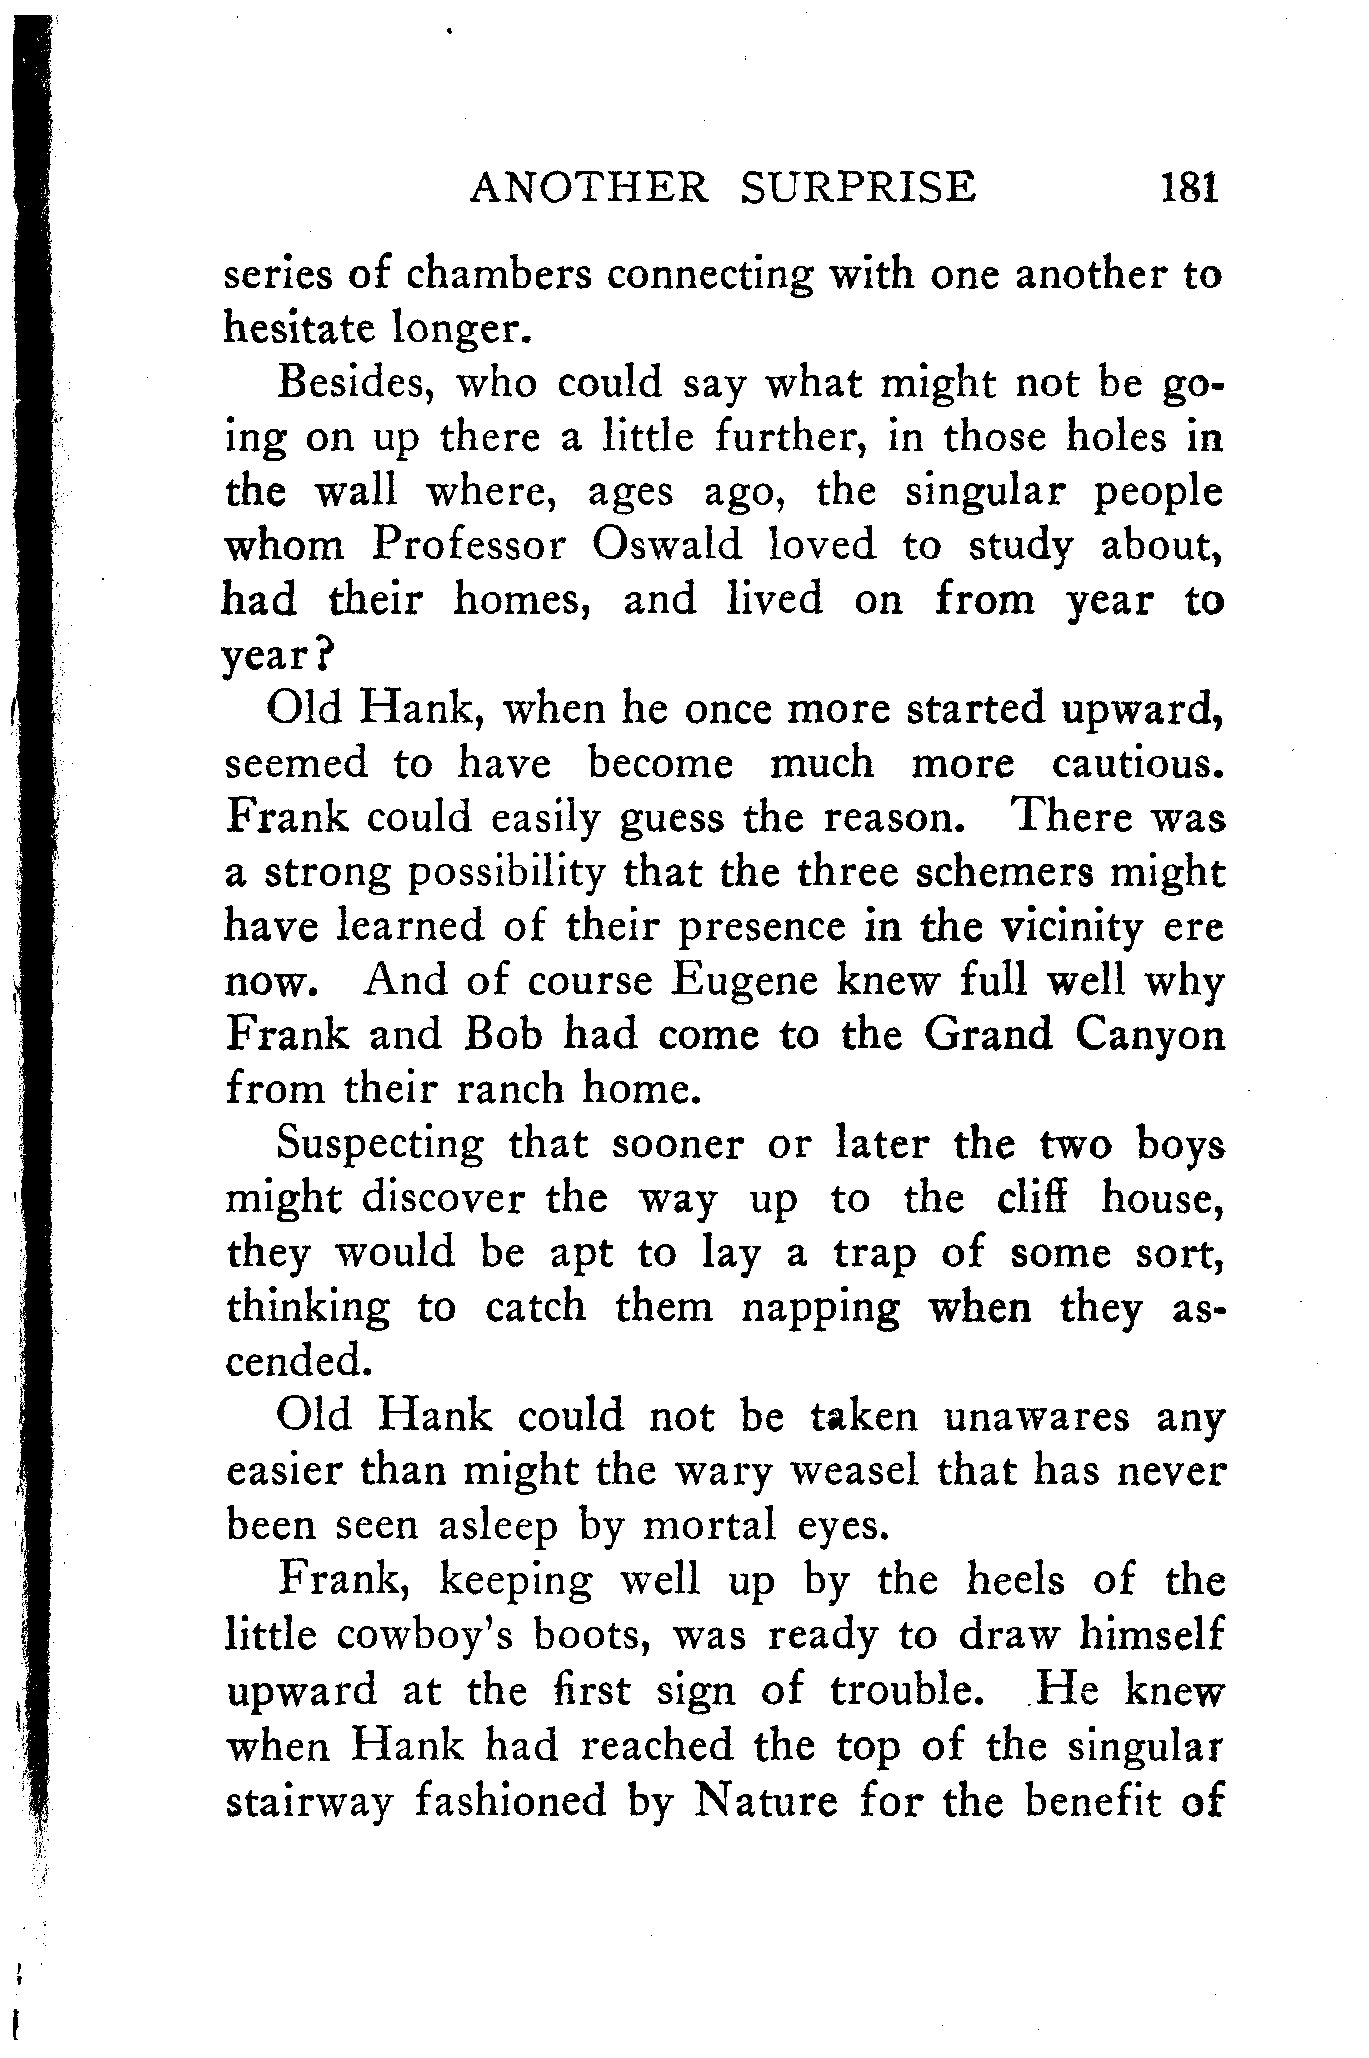 ANOTHER SURPRISE 181
series of chambers connecting with one another to
hesitate longer.
Besides, who could say what might not be go-
ing on up there a little further, in those holes in
the wall where, ages ago, the singular people
whom Professor Oswald loved to study about,
had their homes, and lived on from year to
year?
Old Hank, when he once more started upward,
seemed to have become much more cautious.
Frank could easily guess the reason. There was
a strong possibility that the three schemers might
have learned of their presence in the vicinity ere
now. And of course Eugene knew full well why
Frank and Bob had come to the Grand Canyon
from their ranch home.
Suspecting that sooner or later the two boys
might discover the way up to the cliff house,
they would be apt to lay a trap of some sort,
thinking to catch them napping when they as-
cended.
Old Hank could not be taken unawares any
easier than might the wary weasel that has never
been seen asleep by mortal eyes.
Frank, keeping well up by the heels of the
little cowboy's boots, was ready to draw himself
upward at the first sign of trouble. He knew
when Hank had reached the top of the singular
stairway fashioned by Nature for the benefit of